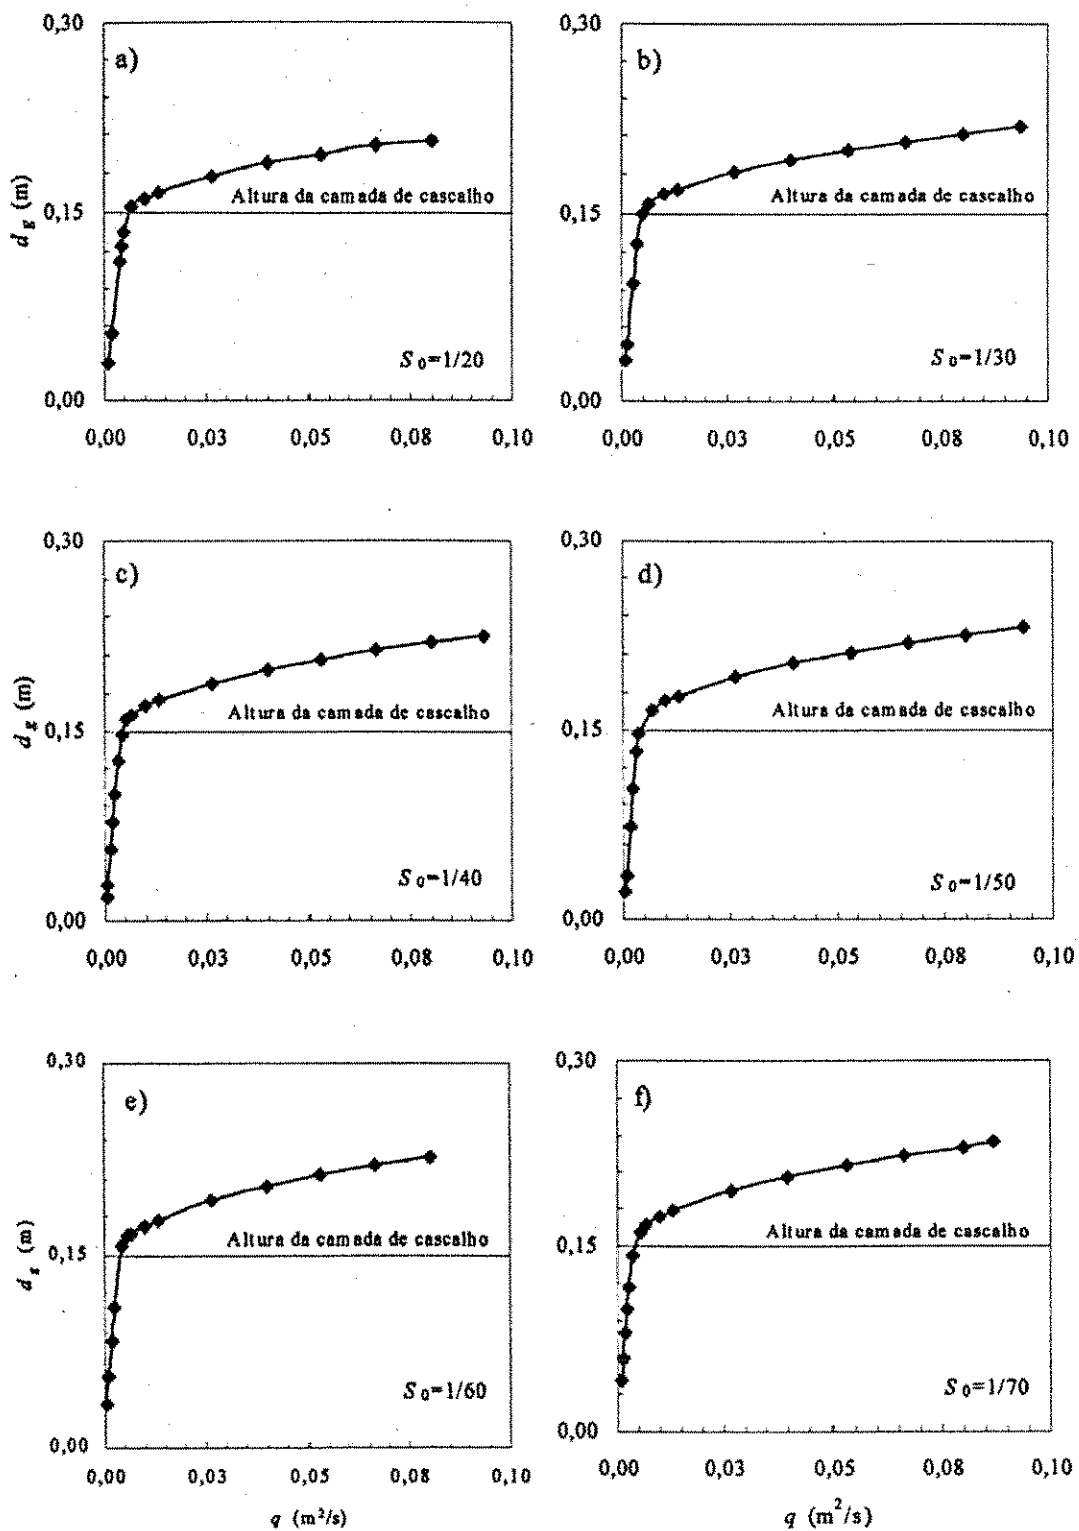 0,30
a)
d g (m)
Altura da camada de cascalho
0,15
S 0=1/20
0,00
0,00 0,03 0,05 0,08 0,10
0,30
b)
Altura da camada de cascalho
0,15
S 0=1/30
0,00
0,00 0,03 0,05 0,08 0,10
0,30
c)
d g (m)
Altura da camada de cascalho
0,15
S 0=1/40
0,00
0,00 0,03 0,05 0,08 0,10
0,30
d)
Altura da camada de cascalho
0,15
S 0=1/50
0,00
0,00 0,03 0,05 0,08 0,10
0,30
e)
d g (m)
Altura da camada de cascalho
0,15
S 0=1/60
0,00
0,00 0,03 0,05 0,08 0,10
q (m²/s)
0,30
f)
Altura da camada de cascalho
0,15
S 0=1/70
0,00
0,00 0,03 0,05 0,08 0,10
q (m²/s)